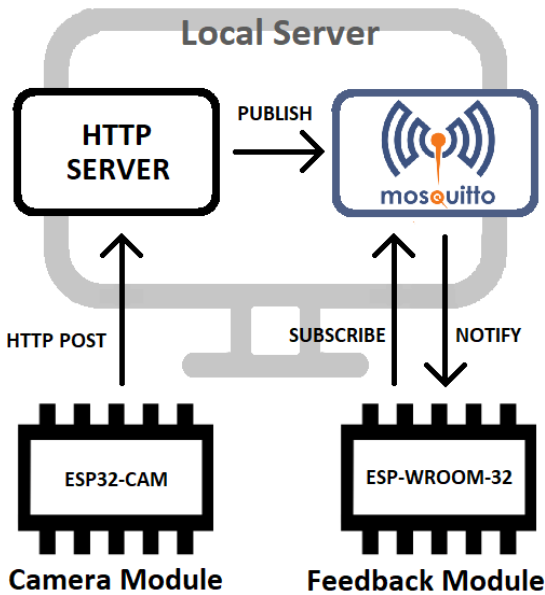 Local Server
PUBLISH
HTTP
SERVER
mosquitto
HTTP POST
SUBSCRIBE
NOTIFY
ESP32-CAM
ESP-WROOM-32
Camera Module
Feedback Module